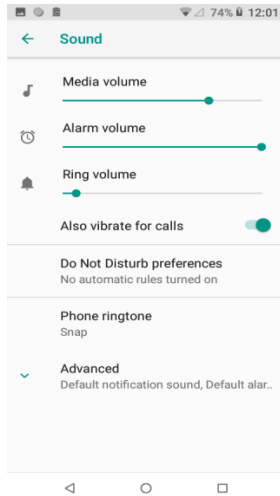 74% 12:01
Sound
Media volume
Alarm volume
Ring volume
Also vibrate for calls
Do Not Disturb preferences
No automatic rules turned on
Phone ringtone
Snap
Advanced
Default notification sound, Default alar..